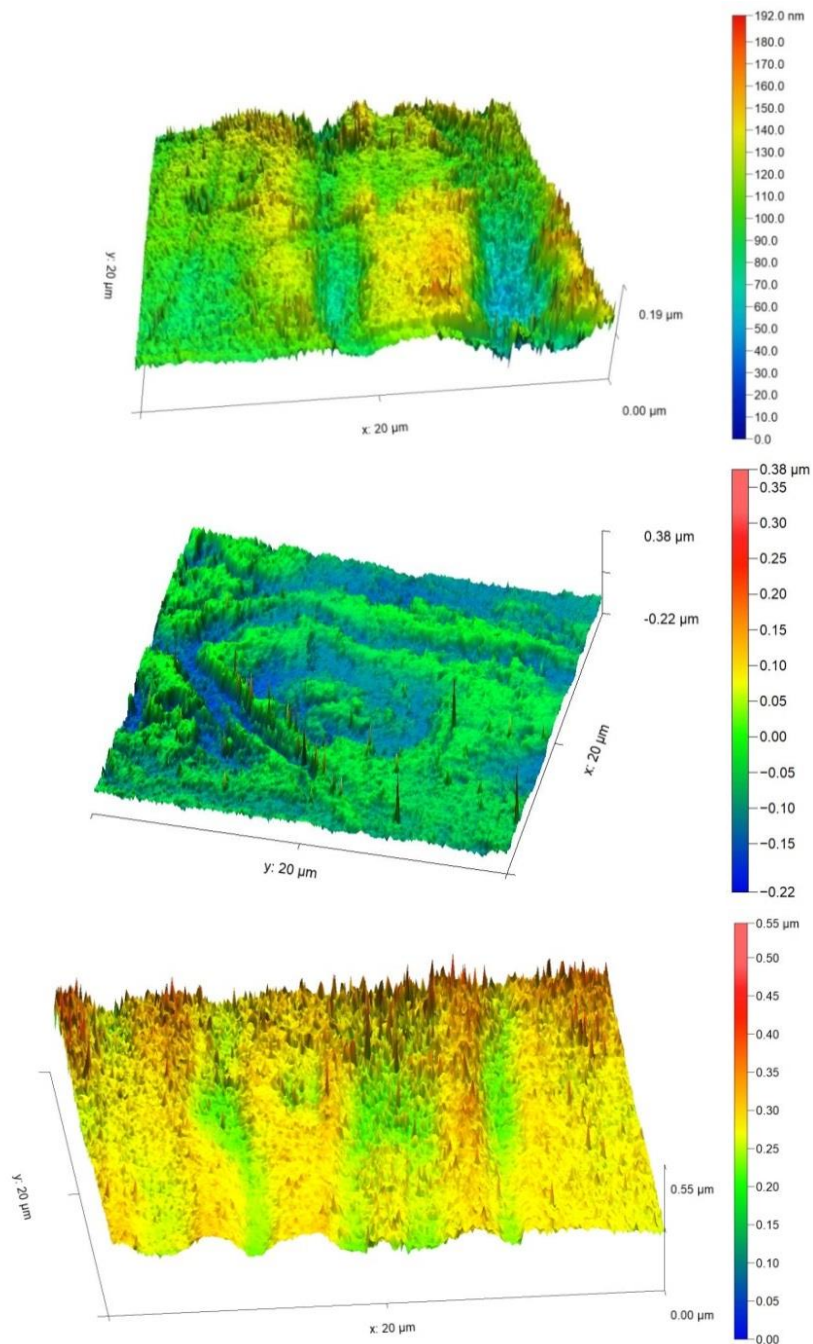 192.0 nm
180.0
170.0
160.0
150.0
140.0
130.0
120.0
110.0
100.0
90.0
80.0
70.0
60.0
50.0
40.0
30.0
20.0
10.0
0.0
y: 20 µm
x: 20 µm
0.19 µm
0.00 µm
0.38 µm
0.35
0.30
0.25
0.20
0.15
0.10
0.05
0.00
−0.05
−0.10
−0.15
−0.22
0.38 µm
-0.22 µm
x: 20 µm
y: 20 µm
0.55 µm
0.50
0.45
0.40
0.35
0.30
0.25
0.20
0.15
0.10
0.05
0.00
y: 20 µm
0.55 µm
0.00 µm
x: 20 µm